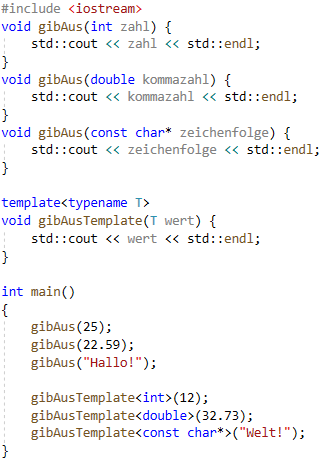 #include <iostream>
void gibAus(int zahl) {
    std::cout << zahl << std::endl;
}
void gibAus(double kommazahl) {
    std::cout << kommazahl << std::endl;
}
void gibAus(const char* zeichenfolge) {
    std::cout << zeichenfolge << std::endl;
}

template<typename T>
void gibAusTemplate(T wert) {
    std::cout << wert << std::endl;
}

int main()
{
    gibAus(25);
    gibAus(22.59);
    gibAus("Hallo!");

    gibAusTemplate<int>(12);
    gibAusTemplate<double>(32.73);
    gibAusTemplate<const char*>("Welt!");
}